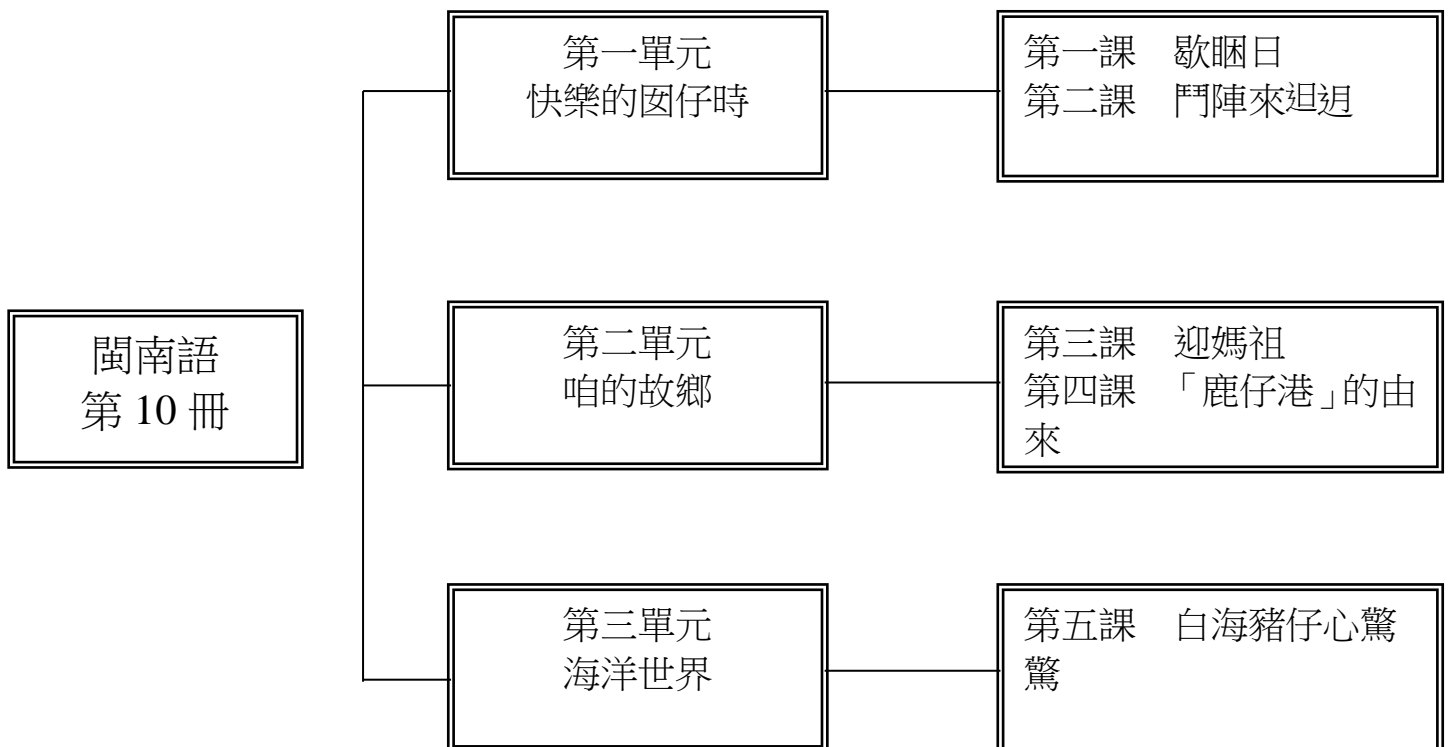 第一單元
快樂的囡仔時
第一課　歇睏日
第二課　鬥陣來𨑨迌
閩南語
第 10 冊
第二單元
咱的故鄉
第三課　迎媽祖
第四課　「鹿仔港」的由
來
第三單元
海洋世界
第五課　白海豬仔心驚
驚